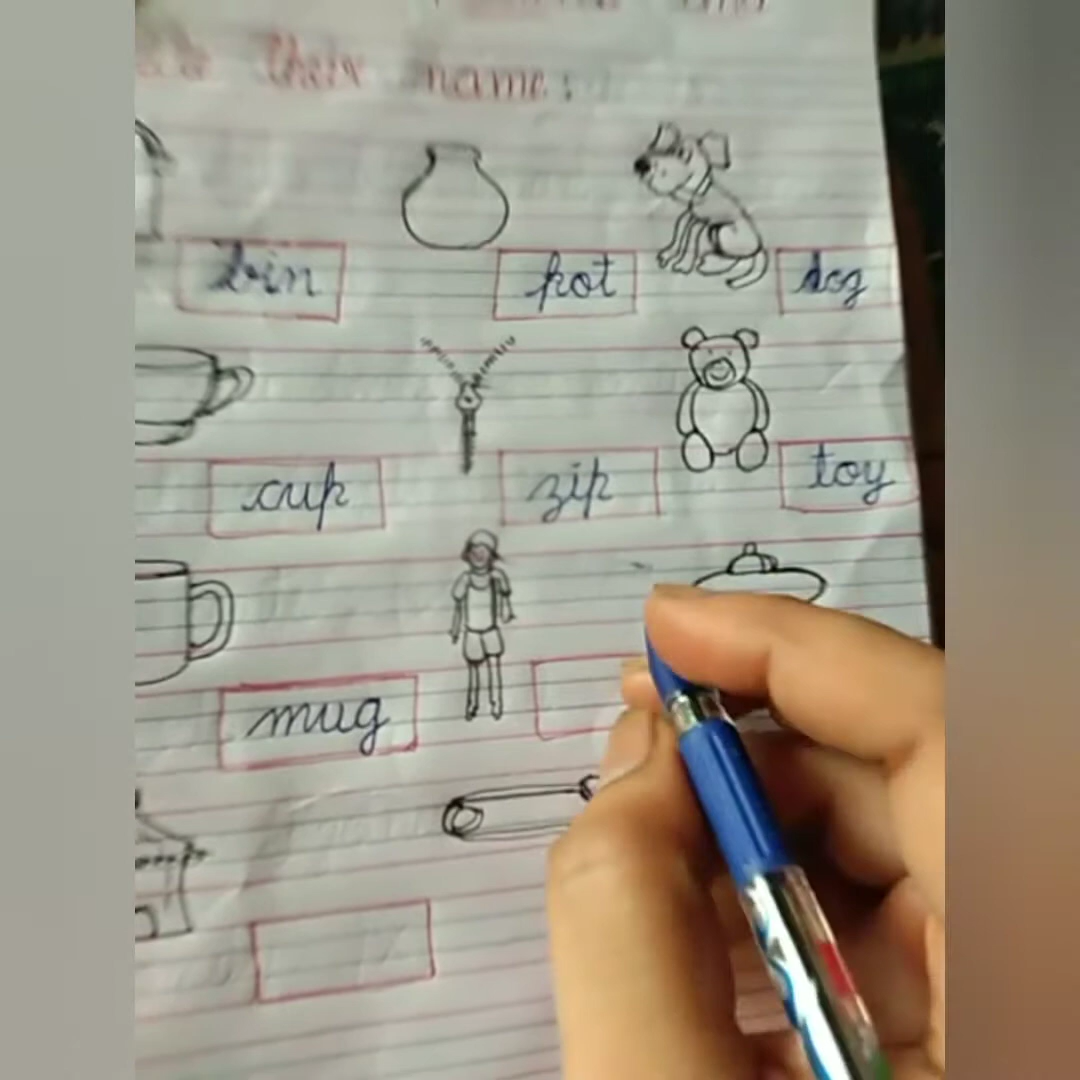 their name:
bin pot dog
cup zip toy
mug